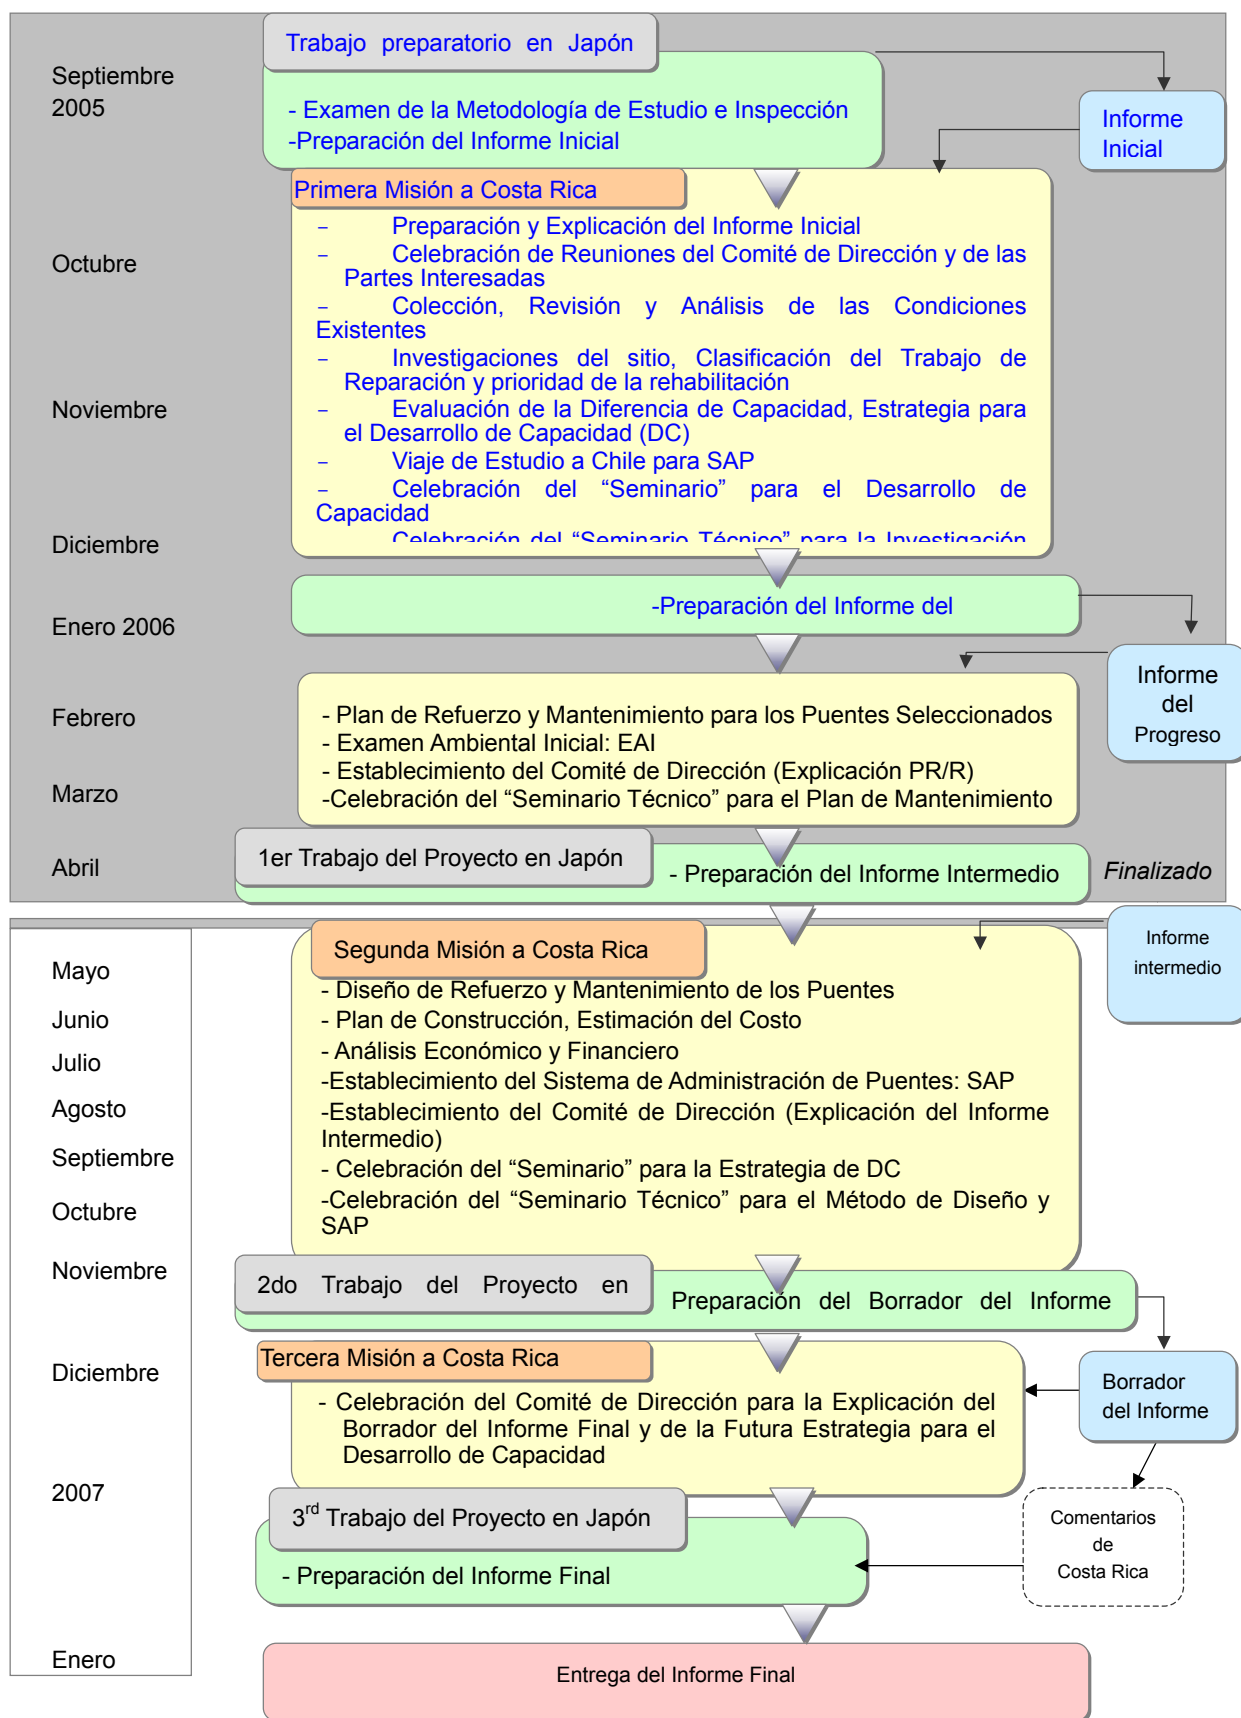 Trabajo preparatorio en Japón
Septiembre
2005
- Examen de la Metodología de Estudio e Inspección
-Preparación del Informe Inicial
Informe
Inicial
Primera Misión a Costa Rica
– Preparación y Explicación del Informe Inicial
– Celebración de Reuniones del Comité de Dirección y de las
Partes Interesadas
Octubre
– Colección, Revisión y Análisis de las Condiciones
Existentes
– Investigaciones del sitio, Clasificación del Trabajo de
Reparación y prioridad de la rehabilitación
Noviembre
– Evaluación de la Diferencia de Capacidad, Estrategia para
el Desarrollo de Capacidad (DC)
– Viaje de Estudio a Chile para SAP
– Celebración del “Seminario” para el Desarrollo de
Capacidad
Celebración del “Seminario Técnico” para la Investigación
Diciembre
-Preparación del Informe del
Enero 2006
Informe
del
Progreso
Febrero
- Plan de Refuerzo y Mantenimiento para los Puentes Seleccionados
- Examen Ambiental Inicial: EAI
- Establecimiento del Comité de Dirección (Explicación PR/R)
-Celebración del “Seminario Técnico” para el Plan de Mantenimiento
Marzo
1er Trabajo del Proyecto en Japón
Abril
- Preparación del Informe Intermedio
Finalizado
Informe
intermedio
Segunda Misión a Costa Rica
Mayo
- Diseño de Refuerzo y Mantenimiento de los Puentes
Junio
- Plan de Construcción, Estimación del Costo
- Análisis Económico y Financiero
Julio
-Establecimiento del Sistema de Administración de Puentes: SAP
Agosto
-Establecimiento del Comité de Dirección (Explicación del Informe
Intermedio)
Septiembre
- Celebración del “Seminario” para la Estrategia de DC
-Celebración del “Seminario Técnico” para el Método de Diseño y
SAP
Octubre
Noviembre
2do Trabajo del Proyecto en
Preparación del Borrador del Informe
Tercera Misión a Costa Rica
Diciembre
- Celebración del Comité de Dirección para la Explicación del
Borrador del Informe Final y de la Futura Estrategia para el
Desarrollo de Capacidad
Borrador
del Informe
2007
3rd Trabajo del Proyecto en Japón
- Preparación del Informe Final
Comentarios
de
Costa Rica
Enero
Entrega del Informe Final